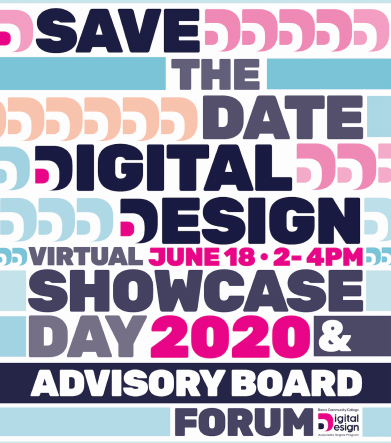 SAVE
THE
DATE
DIGITAL
DESIGN
VIRTUAL JUNE 18 • 2- 4PM
SHOWCASE
DAY 2020 &
ADVISORY BOARD
FORUM
Digital
Design